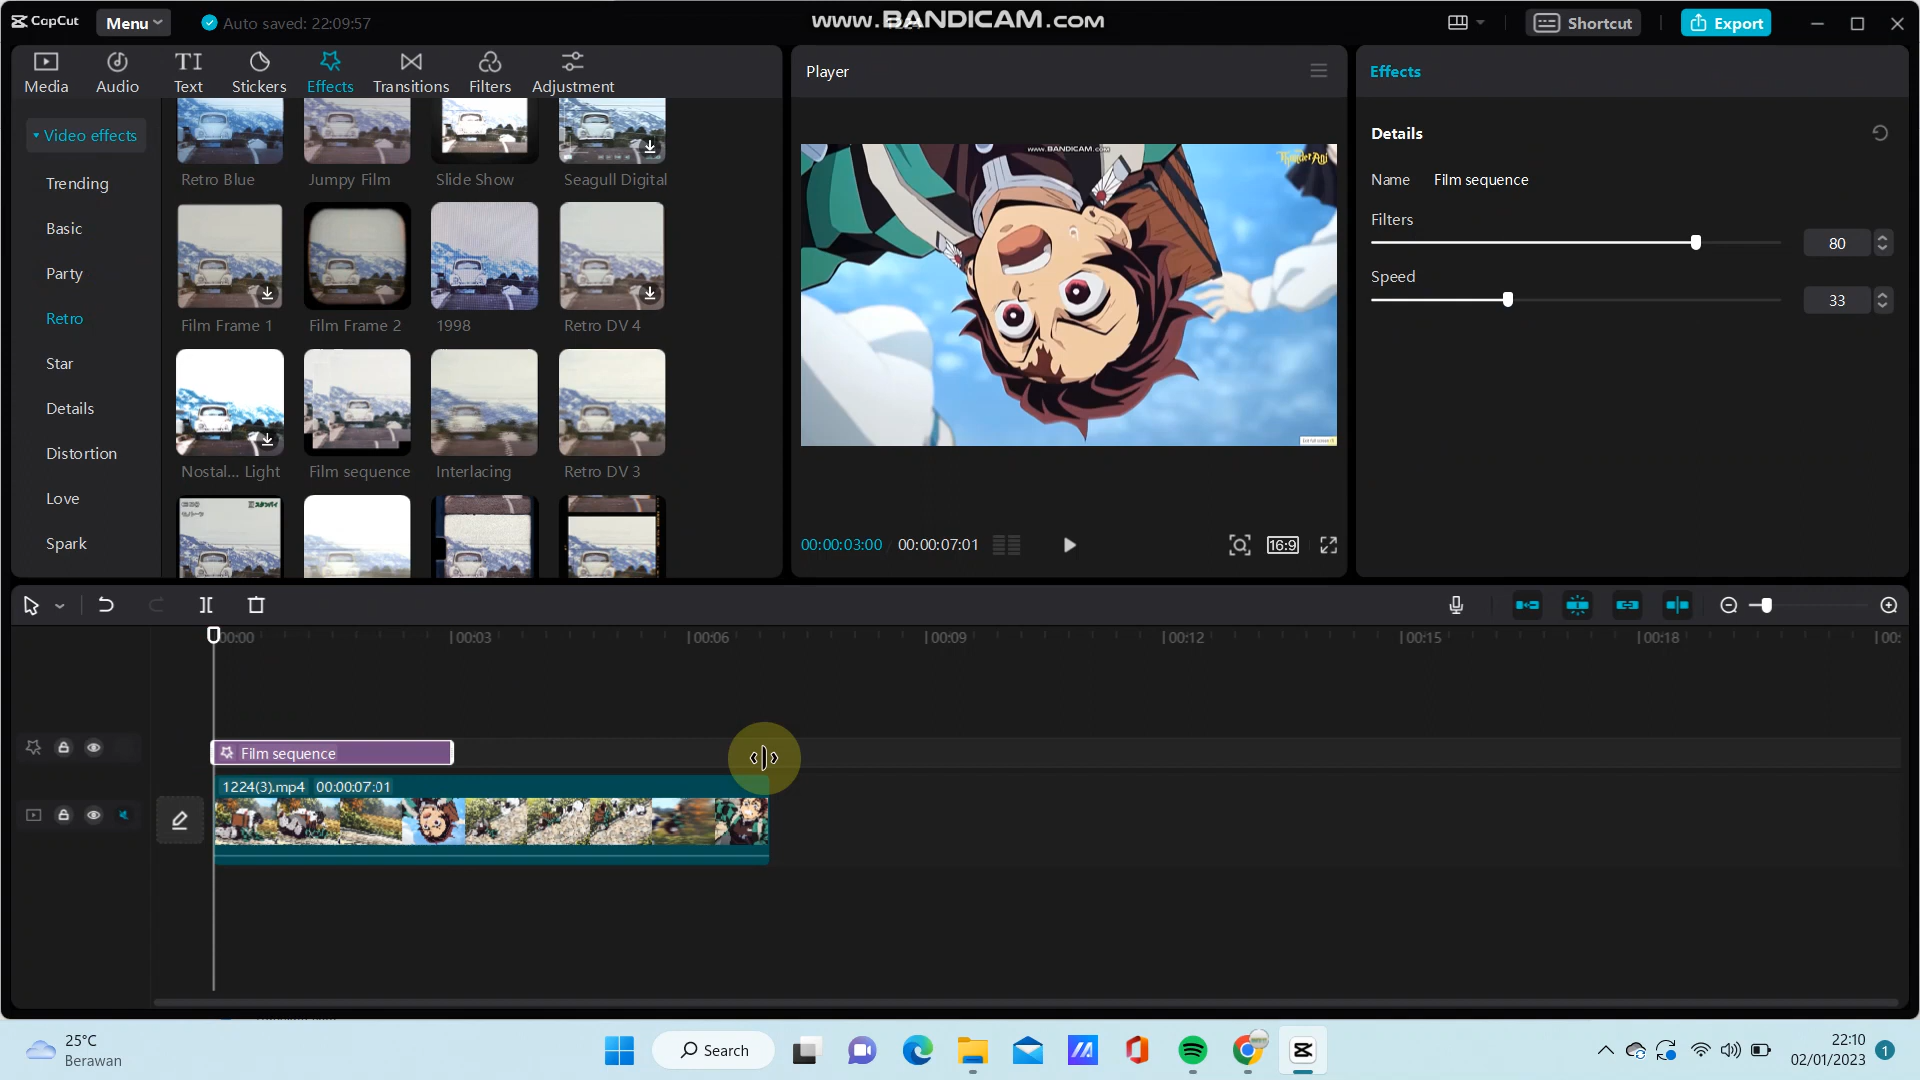 CapCut
Menu
Auto saved: 22:09:57
www.BANDICAM.com
Shortcut
Export
Media
Audio
Text
Stickers
Effects
Transitions
Filters
Adjustment
Video effects
Trending
Basic
Party
Retro
Star
Details
Distortion
Love
Spark
Retro Blue
Jumpy Film
Slide Show
Seagull Digital
Film Frame 1
Film Frame 2
1998
Retro DV 4
Nostal... Light
Film sequence
Interlacing
Retro DV 3
Player
www.BANDICAM.com
00:00:03:00
00:00:07:01
16:9
Effects
Details
Name Film sequence
Filters
80
Speed
33
00:00
00:03
00:06
00:09
00:12
00:15
00:18
00:
Film sequence
1224(3).mp4 00:00:07:01
25°C
Berawan
Search
22:10
02/01/2023
1